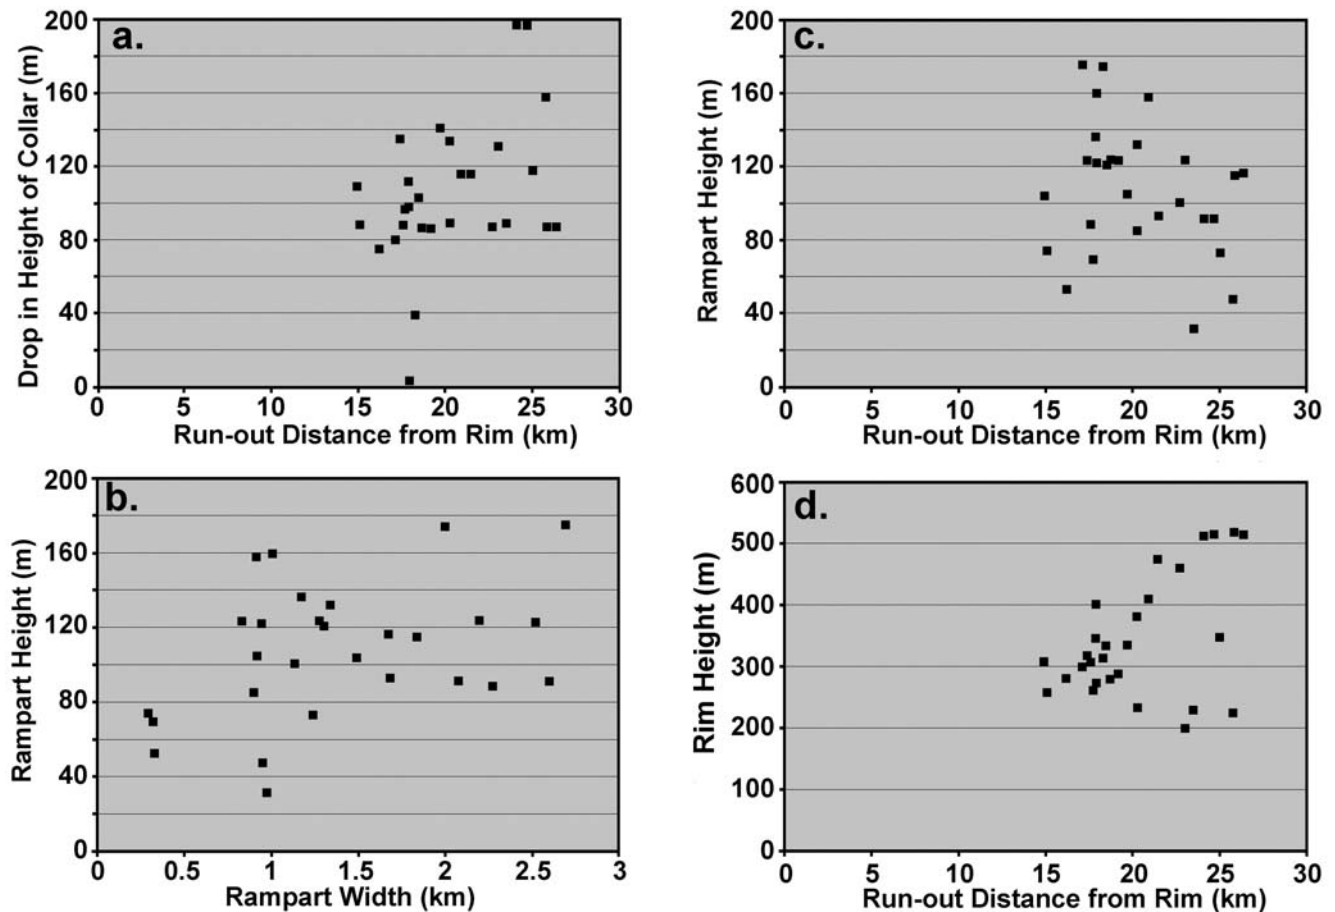 a.
Drop in Height of Collar (m)
200
160
120
80
40
0
0 5 10 15 20 25 30
Run-out Distance from Rim (km)
c.
Rampart Height (m)
200
160
120
80
40
0
0 5 10 15 20 25 30
Run-out Distance from Rim (km)
b.
Rampart Height (m)
200
160
120
80
40
0
0 0.5 1 1.5 2 2.5 3
Rampart Width (km)
d.
Rim Height (m)
600
500
400
300
200
100
0
0 5 10 15 20 25 30
Run-out Distance from Rim (km)